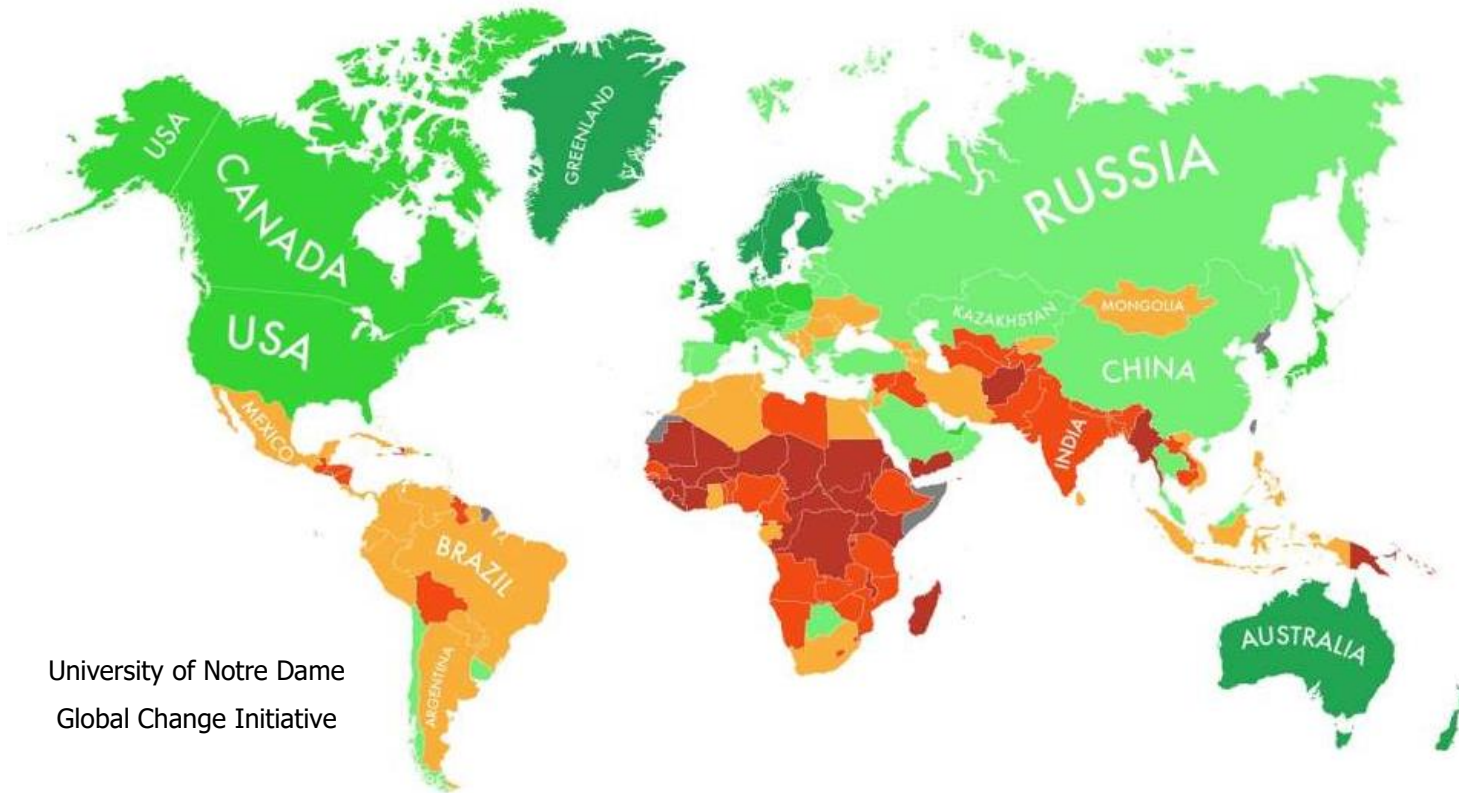 USA
CANADA
USA
GREENLAND
RUSSIA
KAZAKHSTAN
MONGOLIA
CHINA
MEXICO
INDIA
BRAZIL
ARGENTINA
AUSTRALIA
University of Notre Dame
Global Change Initiative